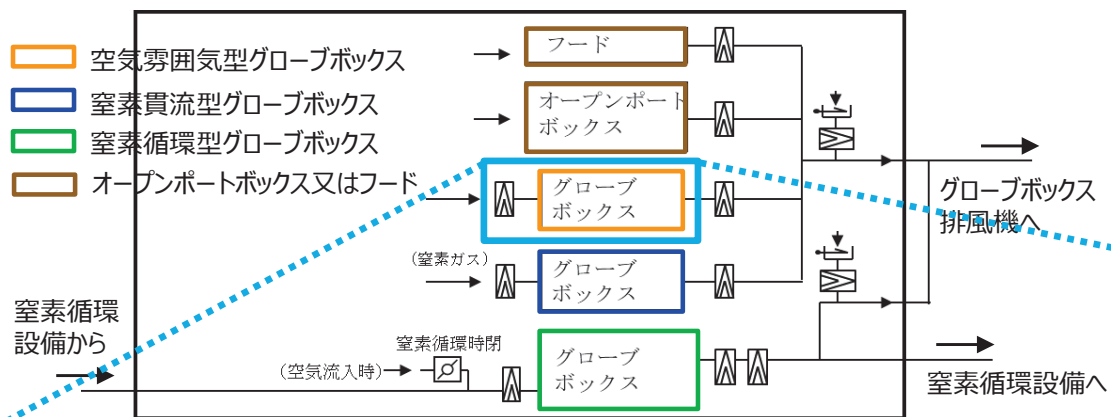 空気雰囲気型グローブボックス
窒素貫流型グローブボックス
窒素循環型グローブボックス
オープンポートボックス又はフード
フード
オープンポート
ボックス
グローブ
ボックス
(窒素ガス)
グローブ
ボックス
グローブボックス
排風機へ
窒素循環
設備から
窒素循環時閉
(空気流入時)
グローブ
ボックス
窒素循環設備へ